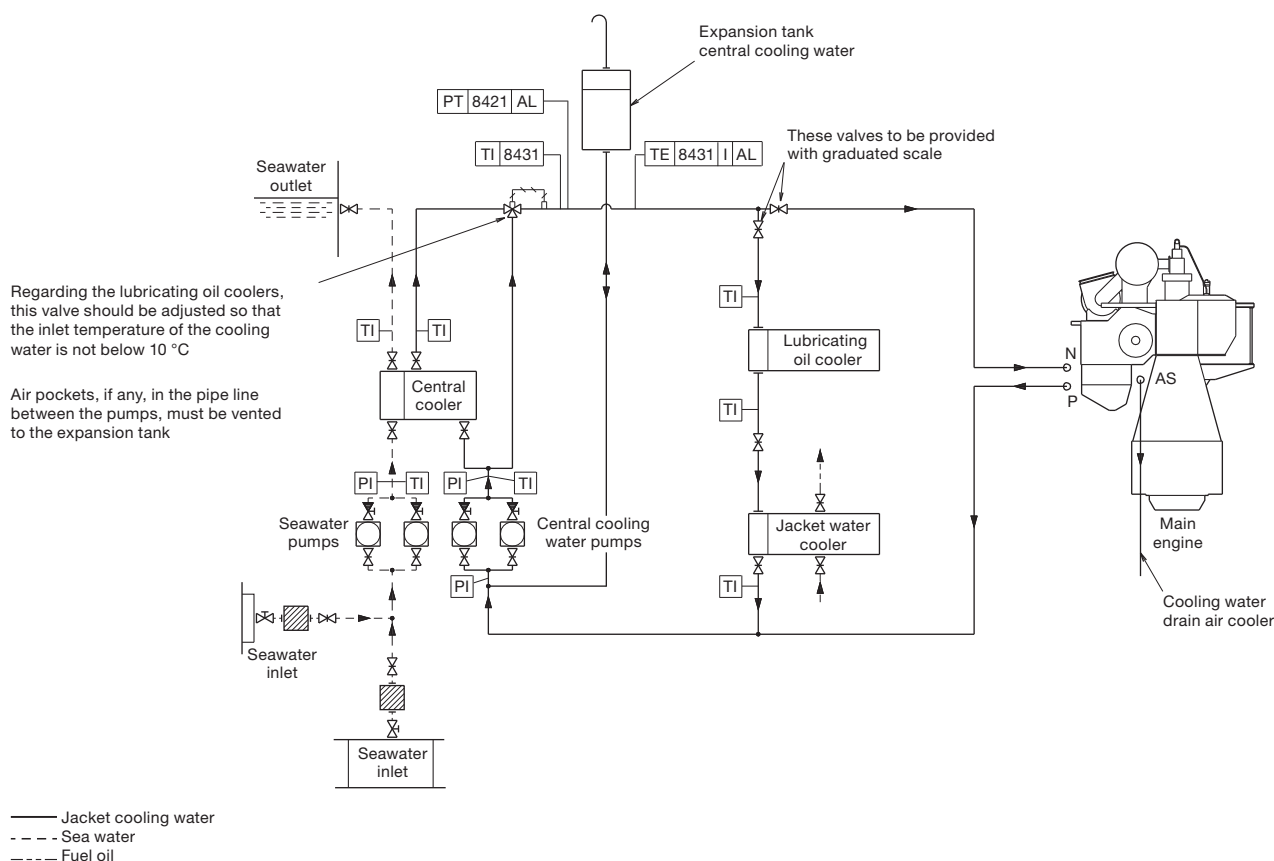 Expansion tank
central cooling water
PT 8421 AL
These valves to be provided
with graduated scale
TI 8431
TE 8431 I AL
Seawater
outlet
Regarding the lubricating oil coolers,
this valve should be adjusted so that
the inlet temperature of the cooling
water is not below 10 °C
Air pockets, if any, in the pipe line
between the pumps, must be vented
to the expansion tank
TI
TI
TI
Lubricating
oil cooler
N
P
AS
Central
cooler
TI
PI
TI
PI
TI
Seawater
pumps
Central cooling
water pumps
Jacket water
cooler
Main
engine
PI
TI
Cooling water
drain air cooler
Seawater
inlet
Seawater
inlet
Jacket cooling water
Sea water
Fuel oil